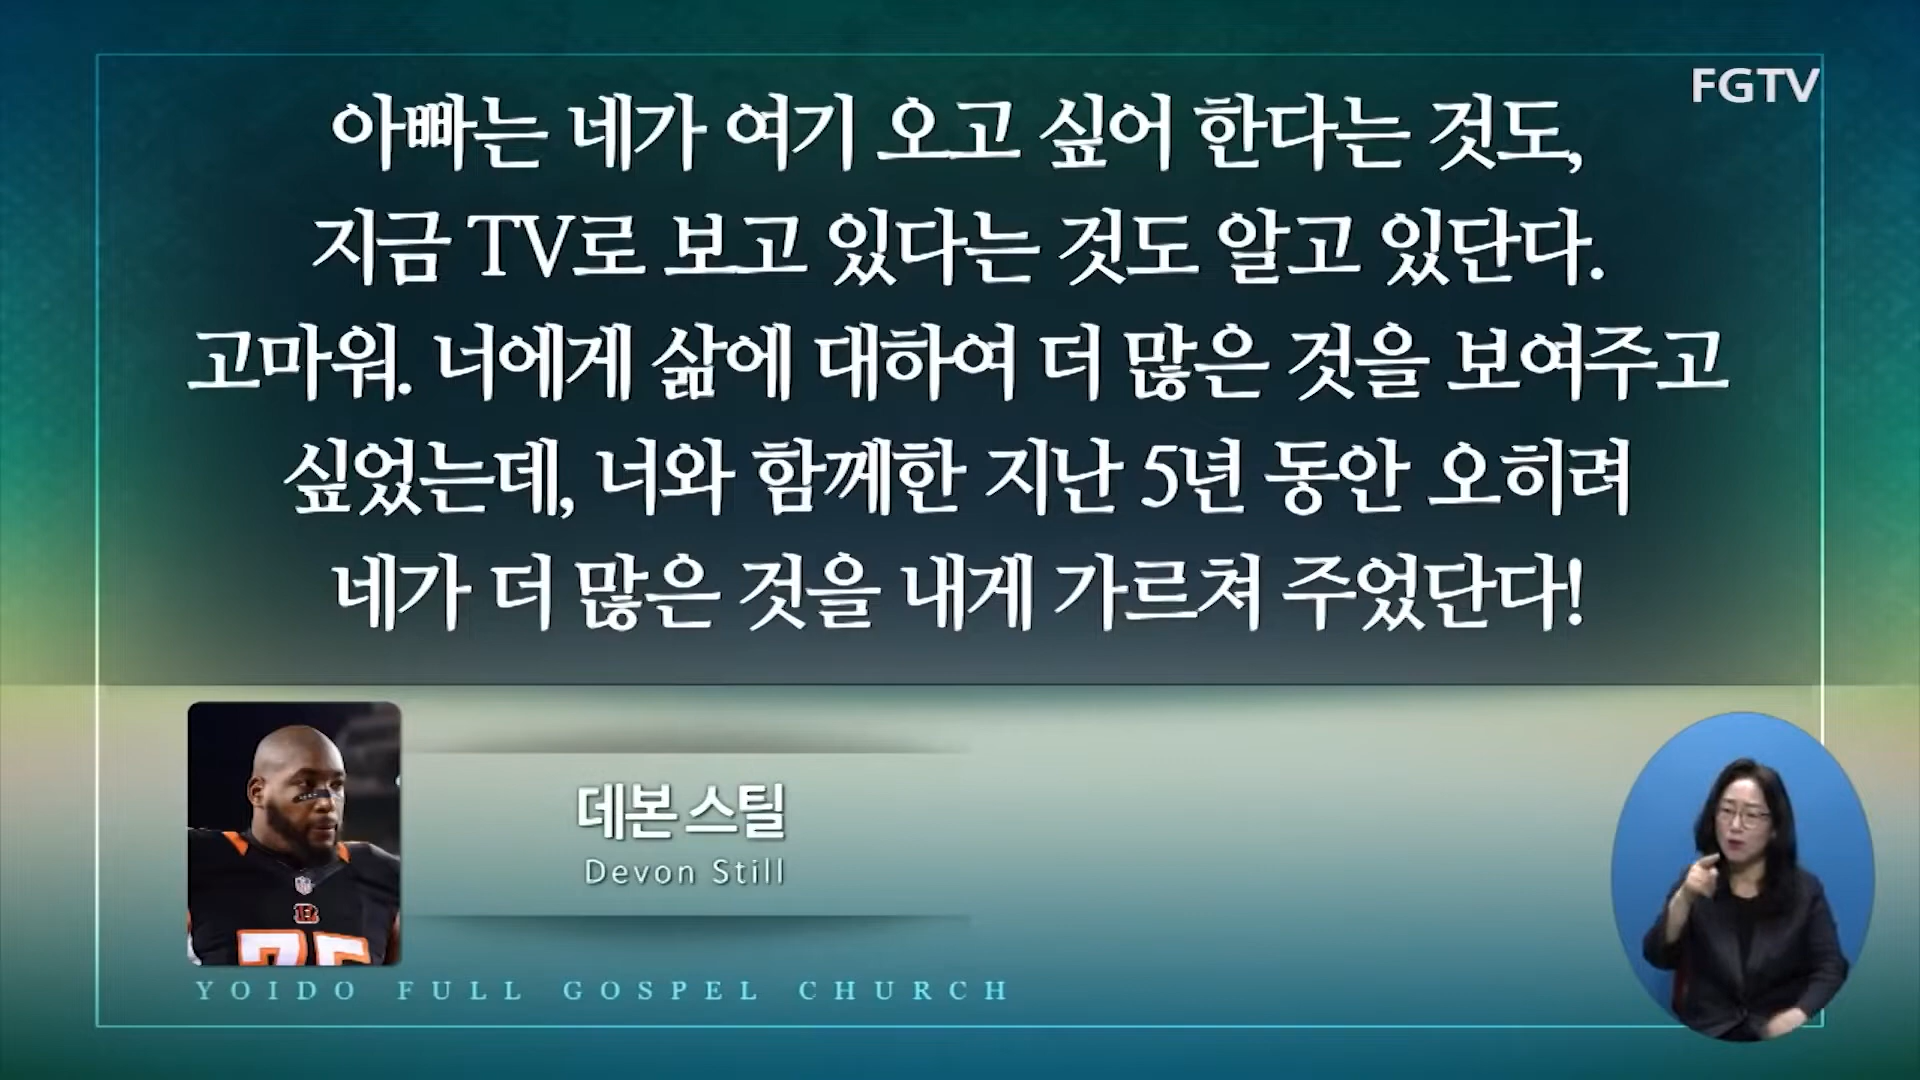 FGTV
아빠는 네가 여기 오고 싶어 한다는 것도,
지금 TV로 보고 있다는 것도 알고 있단다.
고마워. 너에게 삶에 대하여 더 많은 것을 보여주고
싶었는데, 너와 함께한 지난 5년 동안 오히려
네가 더 많은 것을 내게 가르쳐 주었단다!
데본 스틸
Devon Still
75
YOIDO FULL GOSPEL CHURCH